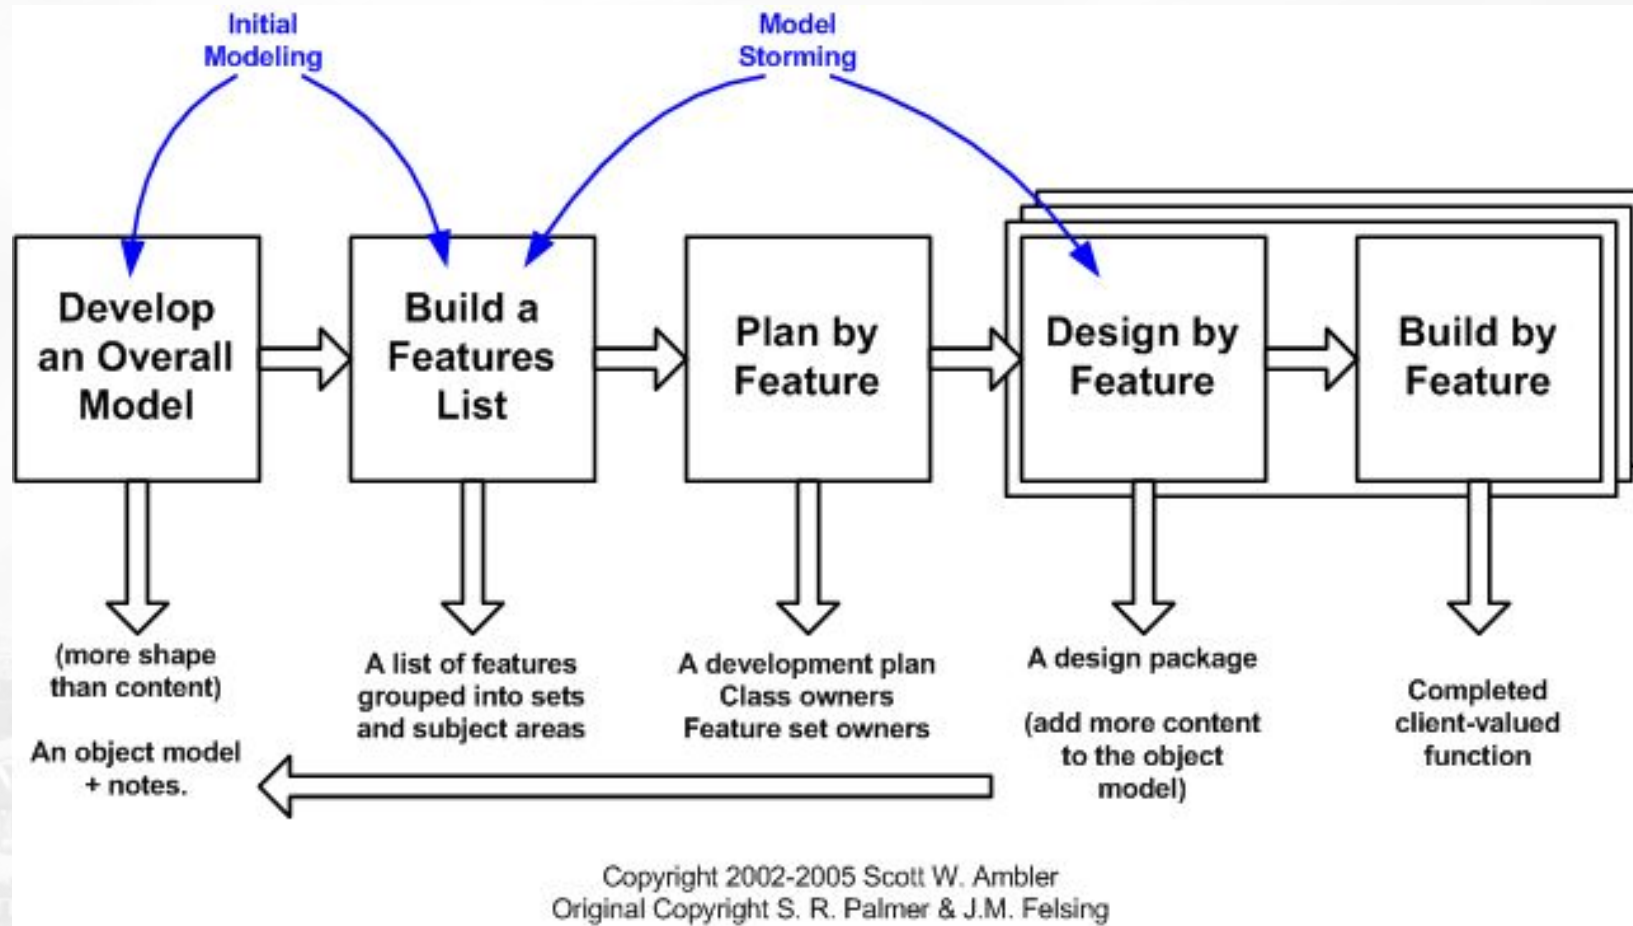 Initial
Modeling
Model
Storming
Develop
an Overall
Model
Build a
Features
List
Plan by
Feature
Design by
Feature
Build by
Feature
(more shape
than content)
An object model
+ notes.
A list of features
grouped into sets
and subject areas
A development plan
Class owners
Feature set owners
A design package
(add more content
to the object
model)
Completed
client-valued
function
Copyright 2002-2005 Scott W. Ambler
Original Copyright S. R. Palmer & J.M. Felsing